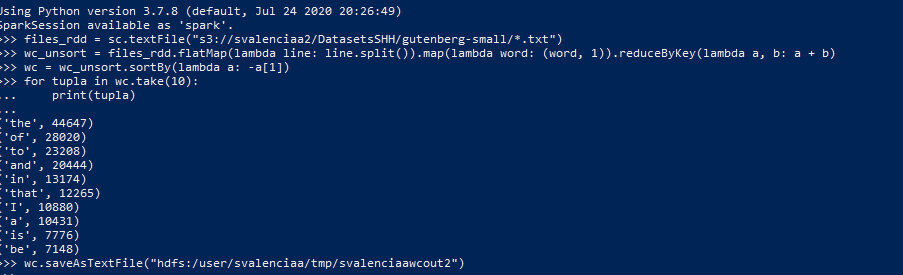 Using Python version 3.7.8 (default, Jul 24 2020 20:26:49)
SparkSession available as 'spark'.
>>> files_rdd = sc.textFile("s3://svalenciaa2/DatasetsSHH/gutenberg-small/*.txt")
>>> wc_unsort = files_rdd.flatMap(lambda line: line.split()).map(lambda word: (word, 1)).reduceByKey(lambda a, b: a + b)
>>> wc = wc_unsort.sortBy(lambda a: -a[1])
>>> for tupla in wc.take(10):
...     print(tupla)
...
('the', 44647)
('of', 28020)
('to', 23208)
('and', 20444)
('in', 13174)
('that', 12265)
('I', 10880)
('a', 10431)
('is', 7776)
('be', 7148)
>>> wc.saveAsTextFile("hdfs:/user/svalenciaa/tmp/svalenciaawcout2")